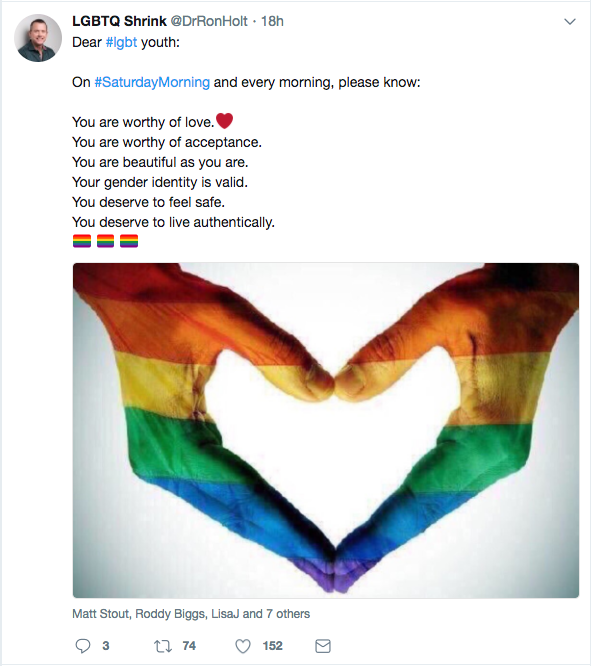 LGBTQ Shrink @DrRonHolt · 18h
Dear #lgbt youth:
On #SaturdayMorning and every morning, please know:
You are worthy of love.❤️
You are worthy of acceptance.
You are beautiful as you are.
Your gender identity is valid.
You deserve to feel safe.
You deserve to live authentically.
Matt Stout, Roddy Biggs, LisaJ and 7 others
3 74 152